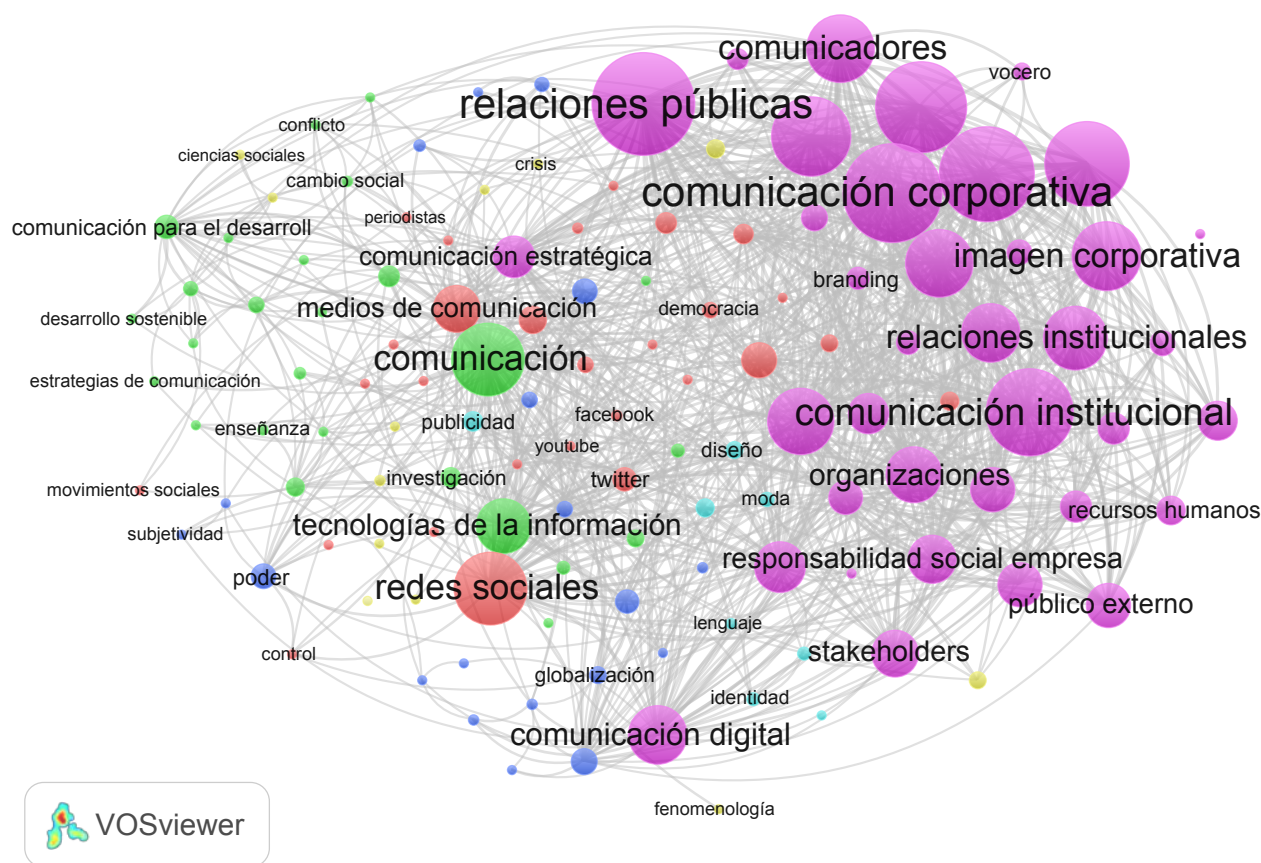 comunicadores
vocero
relaciones públicas
conflicto
ciencias sociales
crisis
cambio social
comunicación corporativa
periodistas
comunicación para el desarroll
comunicación estratégica
imagen corporativa
branding
medios de comunicación
democracia
desarrollo sostenible
relaciones institucionales
comunicación
estrategias de comunicación
comunicación institucional
facebook
publicidad
enseñanza
youtube
diseño
investigación
twitter
organizaciones
movimientos sociales
moda
recursos humanos
tecnologías de la información
subjetividad
responsabilidad social empresa
poder
redes sociales
público externo
lenguaje
control
stakeholders
globalización
identidad
comunicación digital
fenomenología
VOSviewer